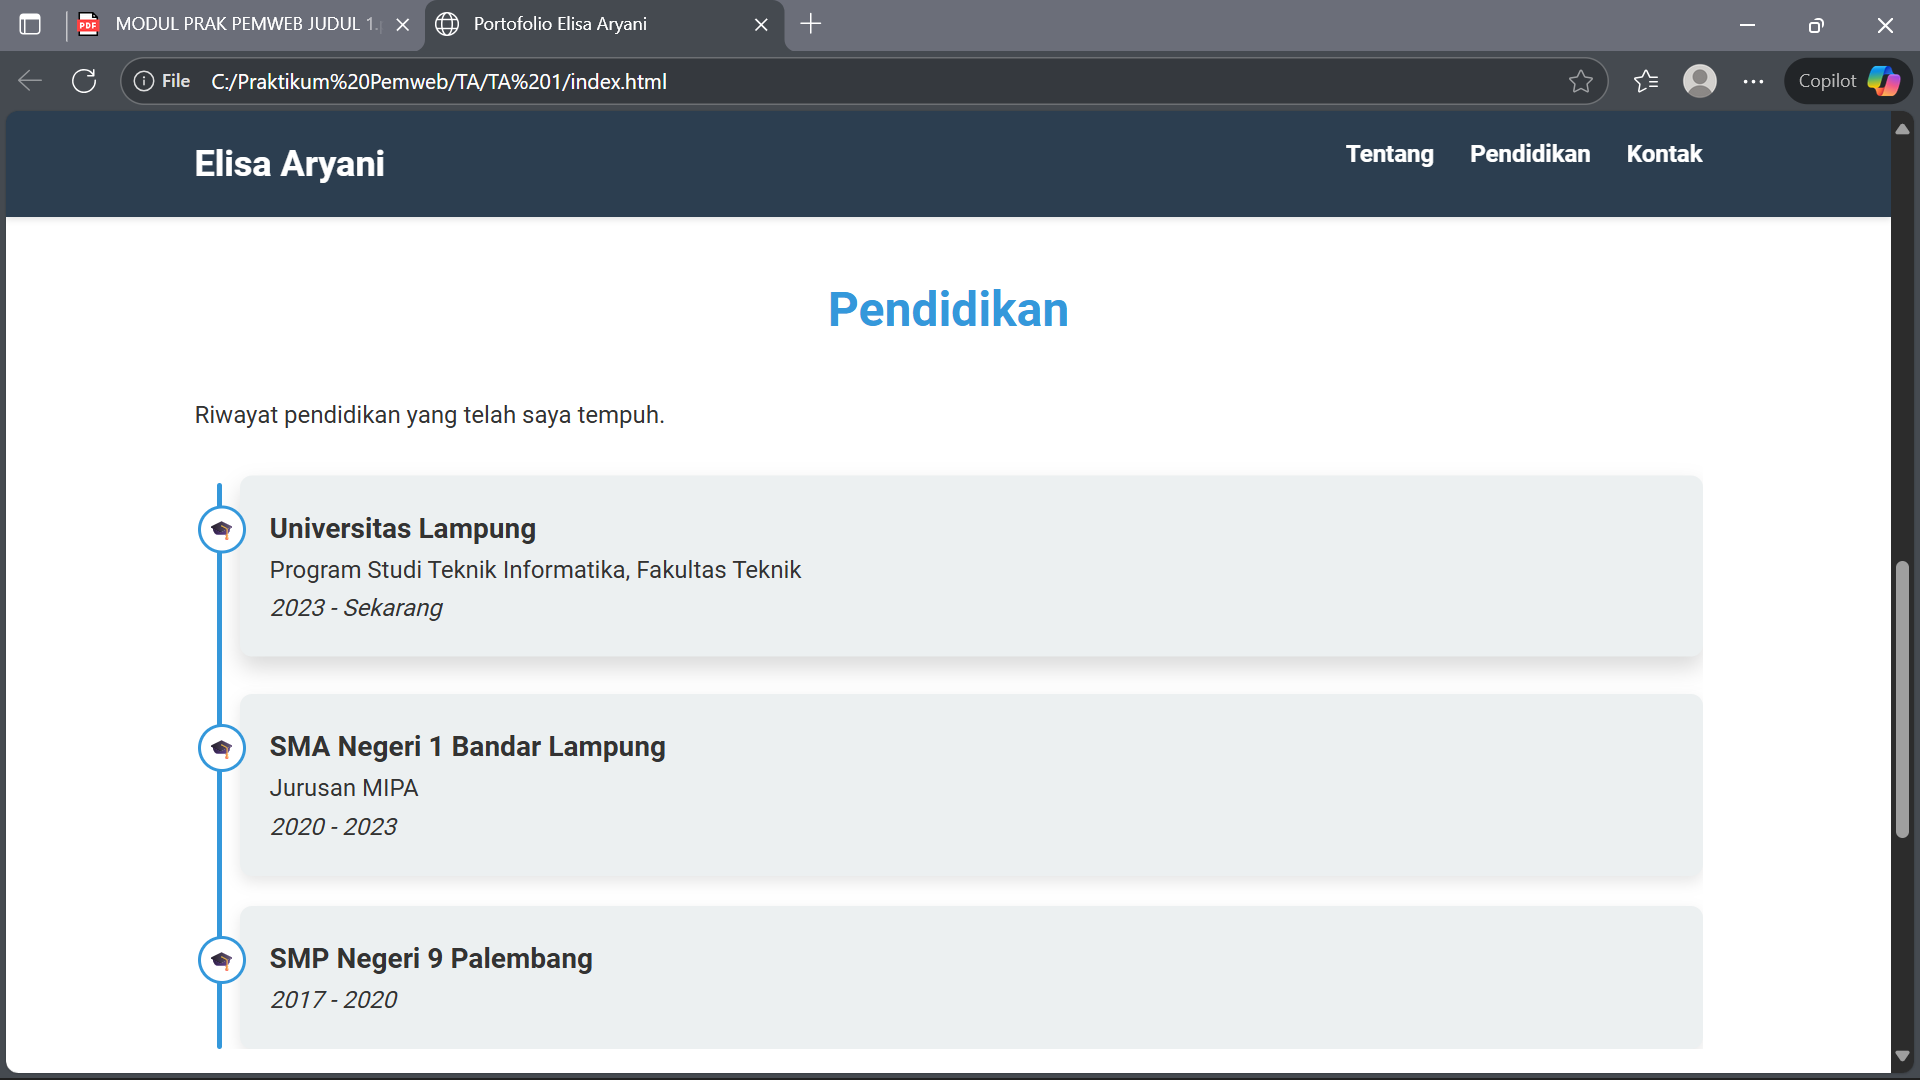 MODUL PRAK PEMWEB JUDUL 1.
Portofolio Elisa Aryani
File C:/Praktikum%20Pemweb/TA/TA%201/index.html
Copilot
Elisa Aryani
Tentang Pendidikan Kontak
Pendidikan
Riwayat pendidikan yang telah saya tempuh.
Universitas Lampung
Program Studi Teknik Informatika, Fakultas Teknik
2023 - Sekarang
SMA Negeri 1 Bandar Lampung
Jurusan MIPA
2020 - 2023
SMP Negeri 9 Palembang
2017 - 2020